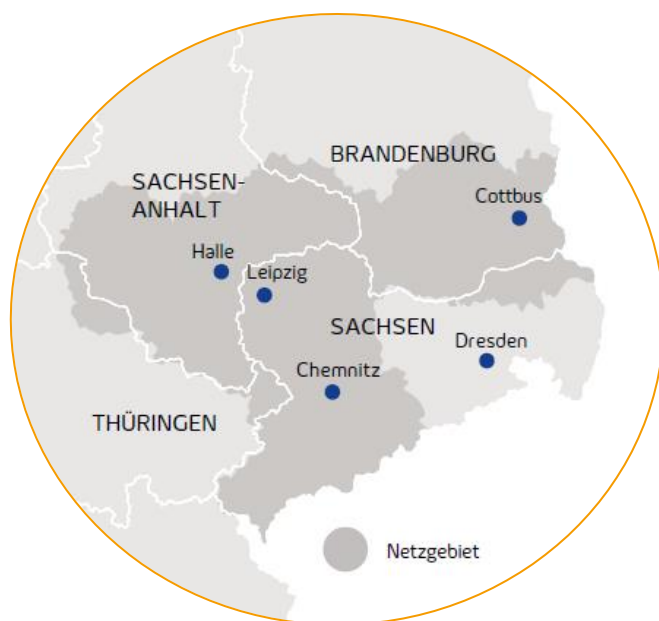 BRANDENBURG
SACHSEN-
ANHALT
Cottbus
Halle
Leipzig
SACHSEN
Dresden
Chemnitz
THÜRINGEN
Netzgebiet